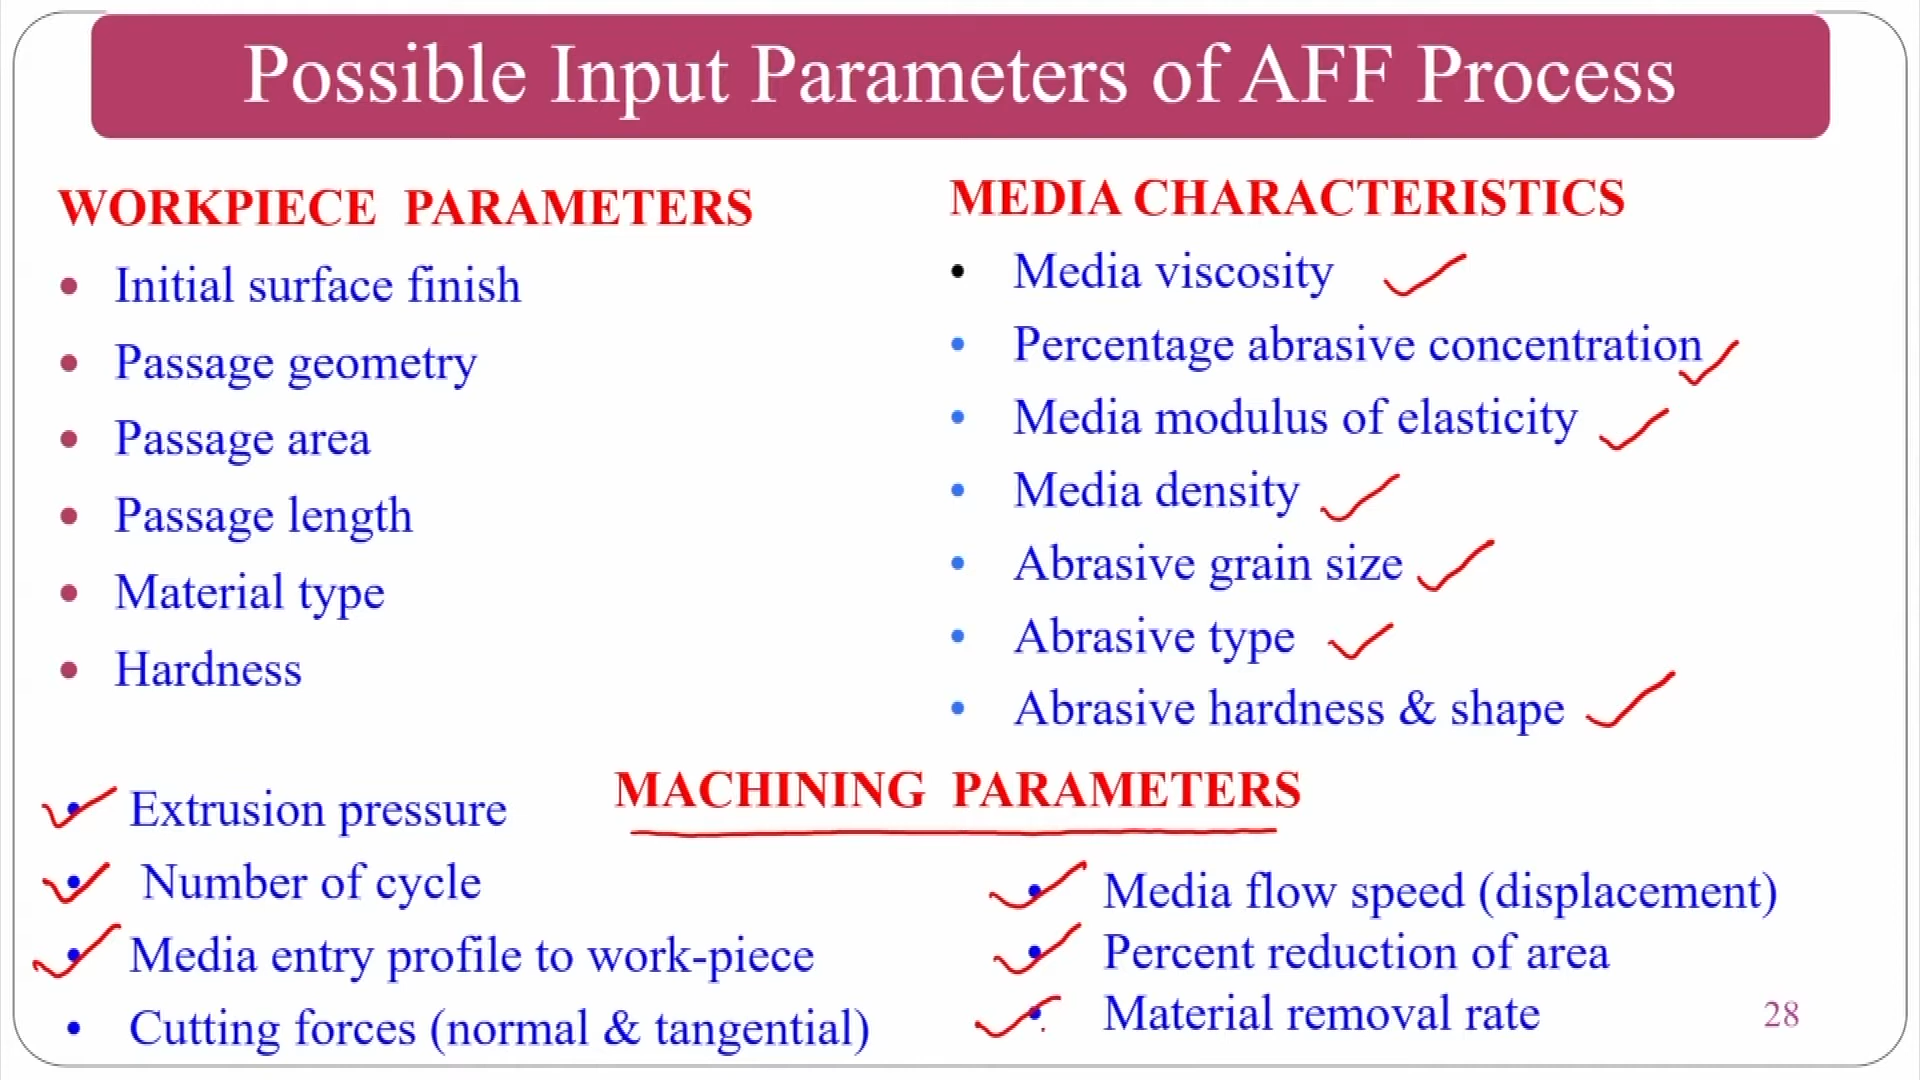 Possible Input Parameters of AFF Process
WORKPIECE PARAMETERS
• Initial surface finish
• Passage geometry
• Passage area
• Passage length
• Material type
• Hardness
MEDIA CHARACTERISTICS
• Media viscosity
• Percentage abrasive concentration
• Media modulus of elasticity
• Media density
• Abrasive grain size
• Abrasive type
• Abrasive hardness & shape
MACHINING PARAMETERS
• Extrusion pressure
• Number of cycle
• Media entry profile to work-piece
• Cutting forces (normal & tangential)
• Media flow speed (displacement)
• Percent reduction of area
• Material removal rate
28